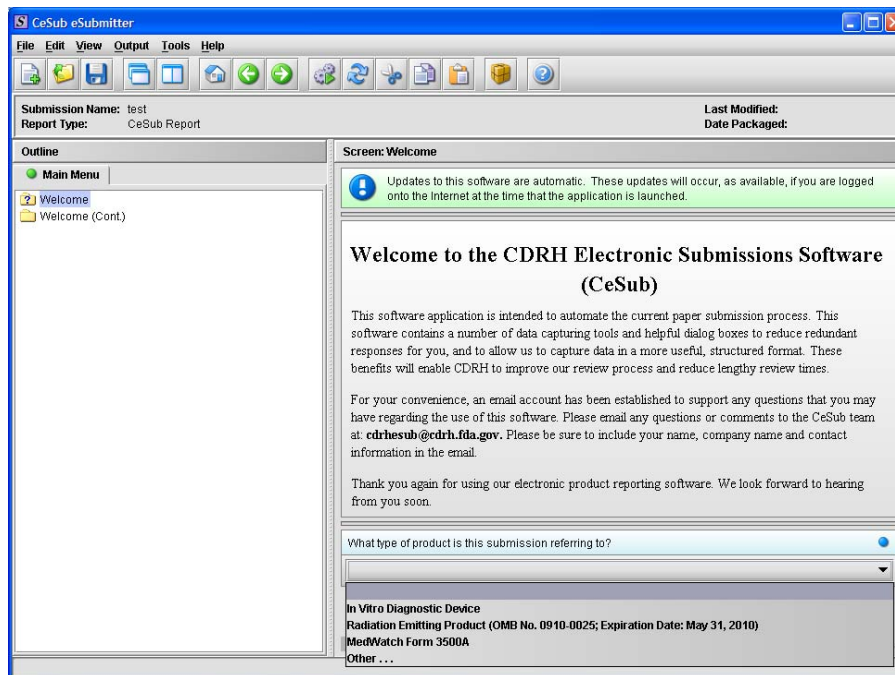 CeSub eSubmitter
File Edit View Output Tools Help
Submission Name: test
Last Modified:
Report Type: CeSub Report
Date Packaged:
Outline
Main Menu
Welcome
Welcome (Cont.)
Screen: Welcome
Updates to this software are automatic. These updates will occur, as available, if you are logged
onto the Internet at the time that the application is launched.
Welcome to the CDRH Electronic Submissions Software
(CeSub)
This software application is intended to automate the current paper submission process. This
software contains a number of data capturing tools and helpful dialog boxes to reduce redundant
responses for you, and to allow us to capture data in a more useful, structured format. These
benefits will enable CDRH to improve our review process and reduce lengthy review times.
For your convenience, an email account has been established to support any questions that you may
have regarding the use of this software. Please email any questions or comments to the CeSub team
at: cdrhesub@cdrh.fda.gov. Please be sure to include your name, company name and contact
information in the email.
Thank you again for using our electronic product reporting software. We look forward to hearing
from you soon.
What type of product is this submission referring to?
In Vitro Diagnostic Device
Radiation Emitting Product (OMB No. 0910-0025; Expiration Date: May 31, 2010)
MedWatch Form 3500A
Other . . .